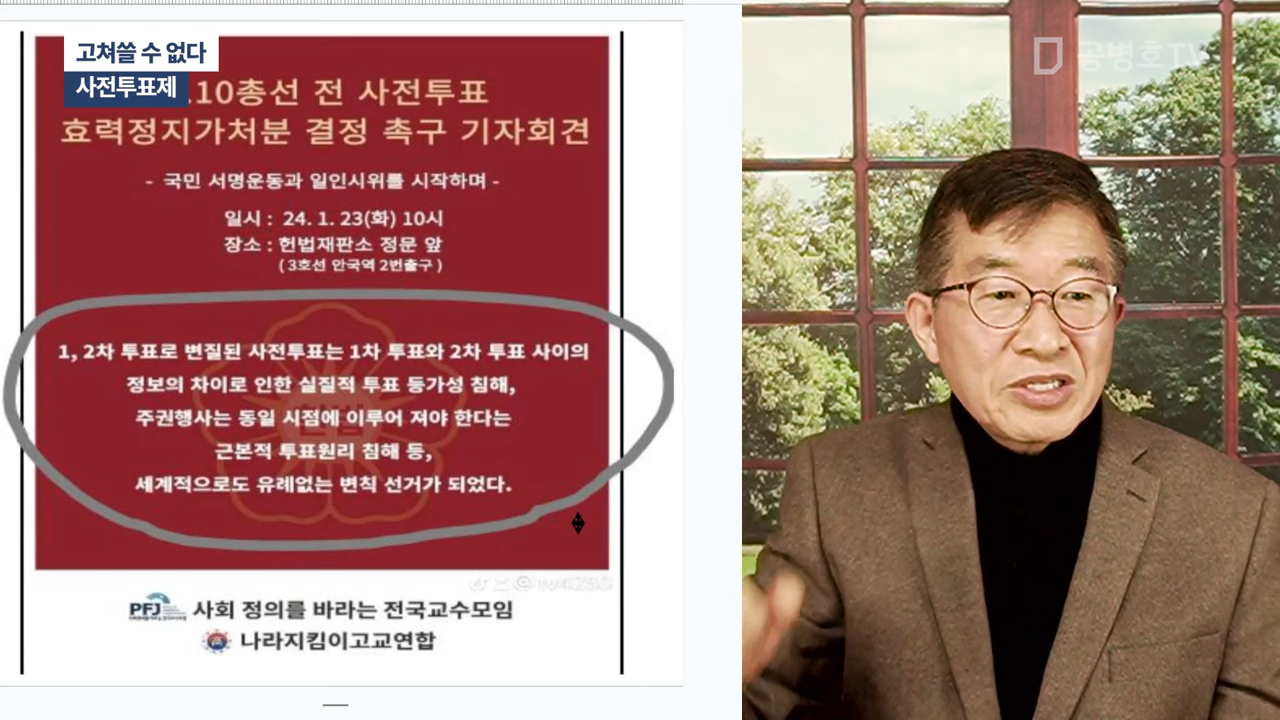 고쳐쓸 수 없다
사전투표제
.10총선 전 사전투표
효력정지가처분 결정 촉구 기자회견
- 국민 서명운동과 일인시위를 시작하며 -
일시 : 24. 1. 23(화) 10시
장소 : 헌법재판소 정문 앞
( 3호선 안국역 2번출구 )
1, 2차 투표로 변질된 사전투표는 1차 투표와 2차 투표 사이의
정보의 차이로 인한 실질적 투표 등가성 침해,
주권행사는 동일 시점에 이루어 져야 한다는
근본적 투표원리 침해 등,
세계적으로도 유례없는 변칙 선거가 되었다.
PFJ 사회 정의를 바라는 전국교수모임
나라지킴이고교연합
공병호TV